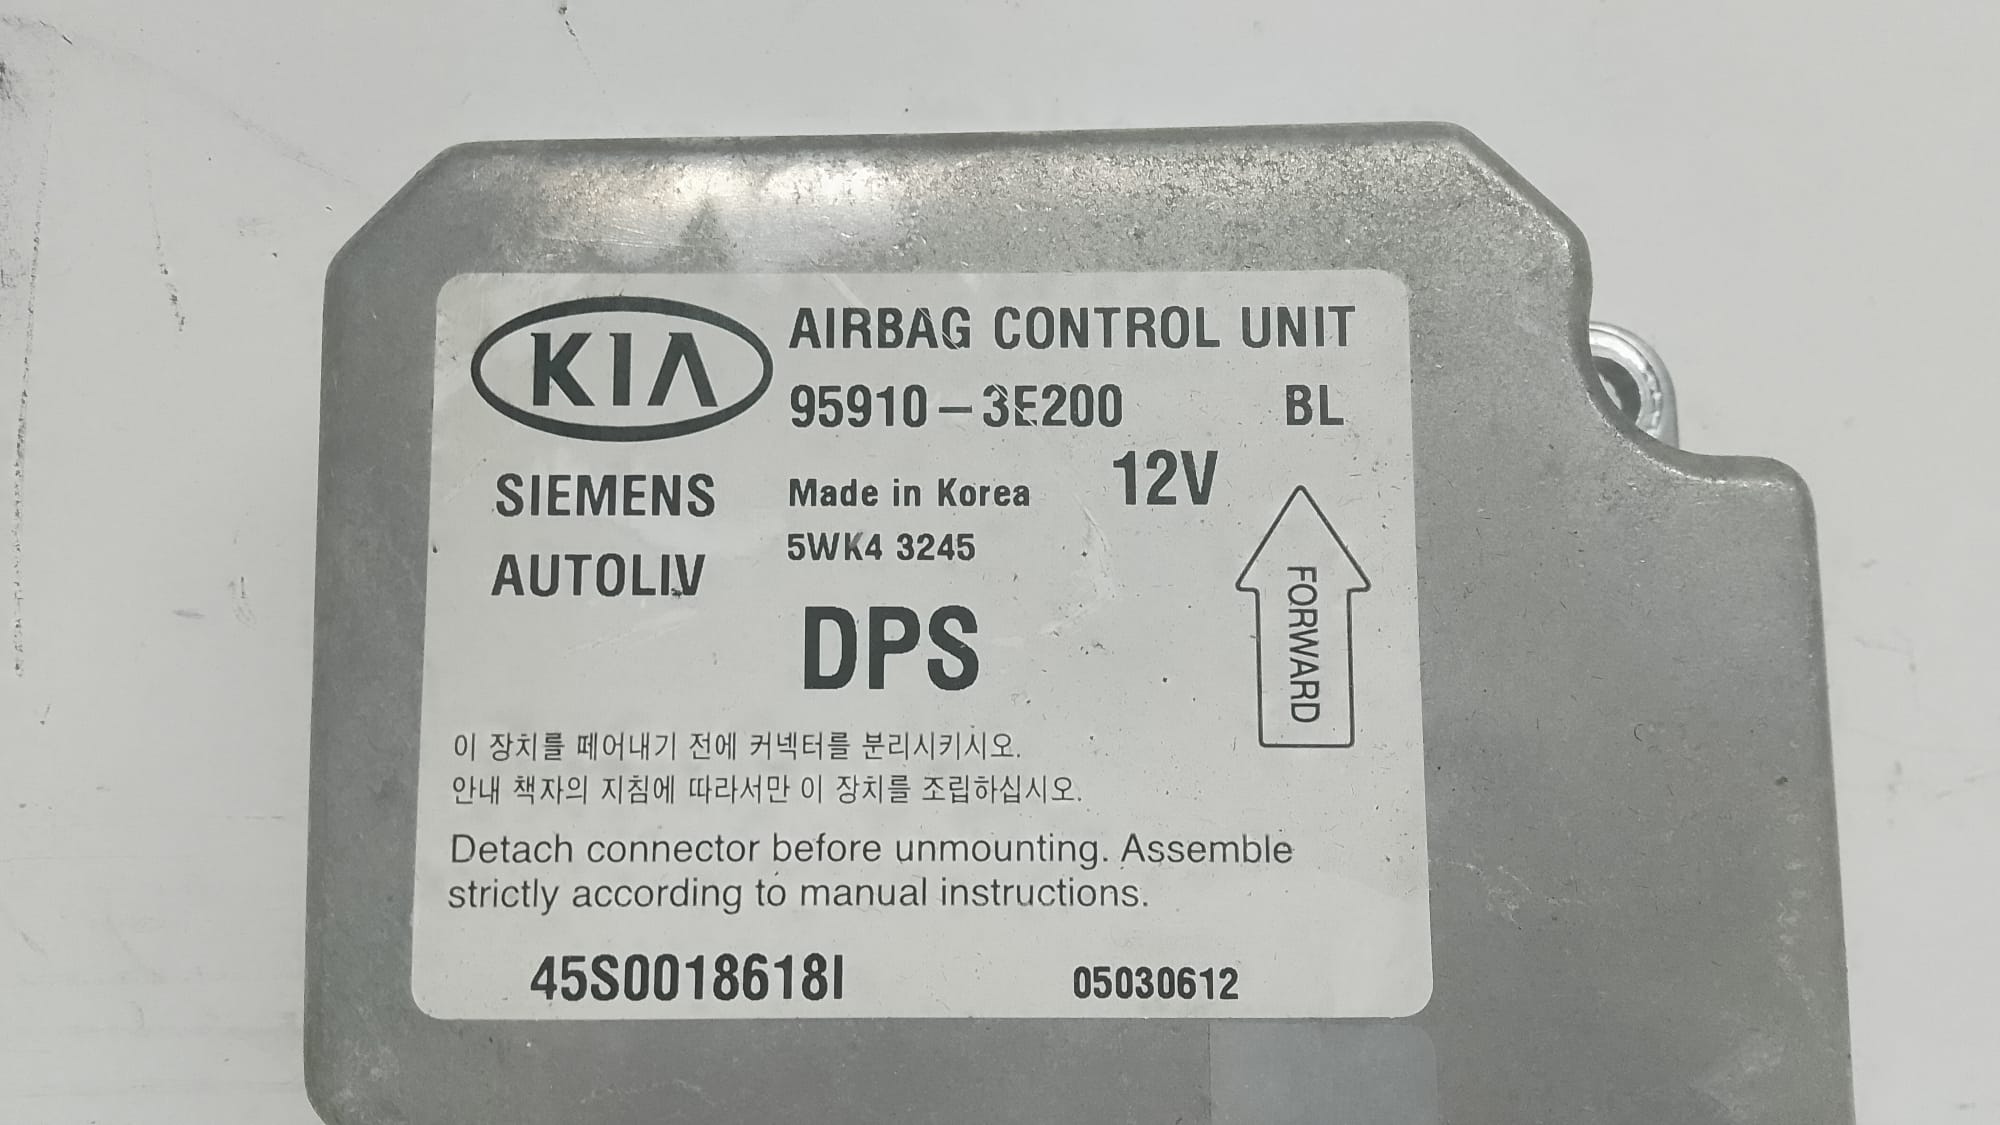 KIA
AIRBAG CONTROL UNIT
95910-3E200 BL
SIEMENS
AUTOLIV
Made in Korea
12V
5WK4 3245
DPS
FORWARD
이 장치를 떼어내기 전에 커넥터를 분리시키시오.
안내 책자의 지침에 따라서만 이 장치를 조립하십시오.
Detach connector before unmounting. Assemble
strictly according to manual instructions.
45S0018618I 05030612